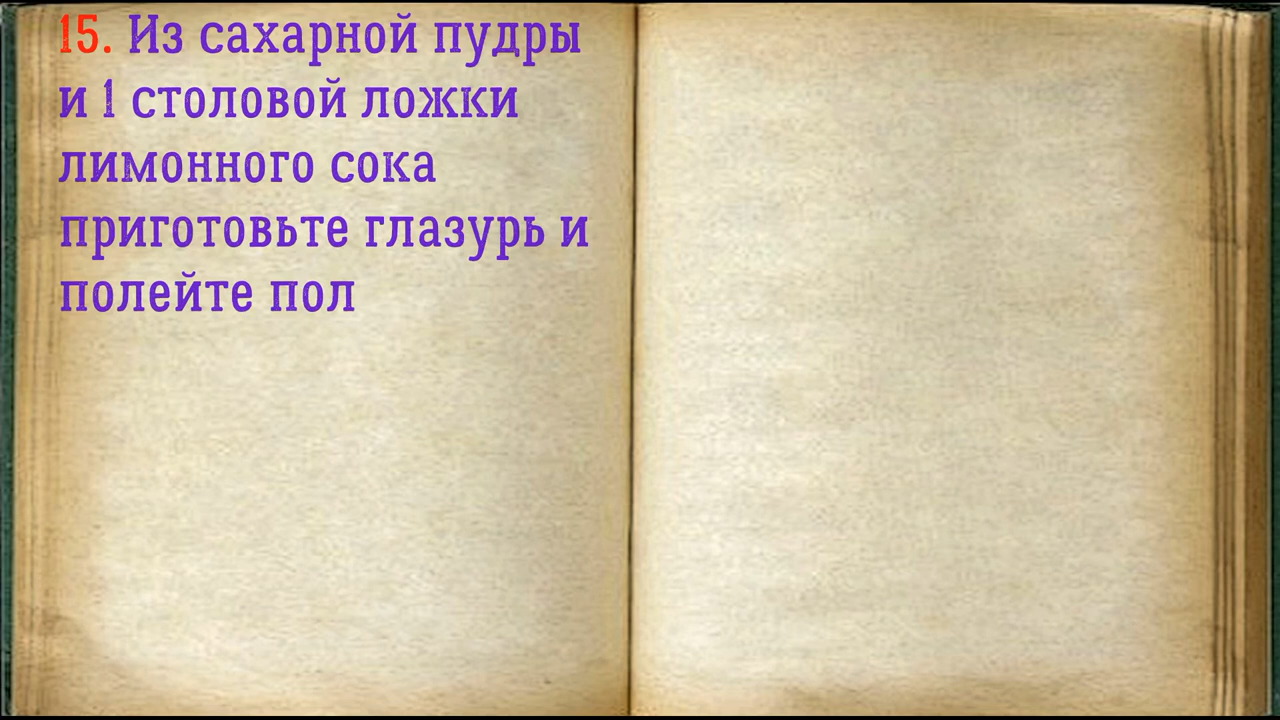 15. Из сахарной пудры
и 1 столовой ложки
лимонного сока
приготовьте глазурь и
полейте пол